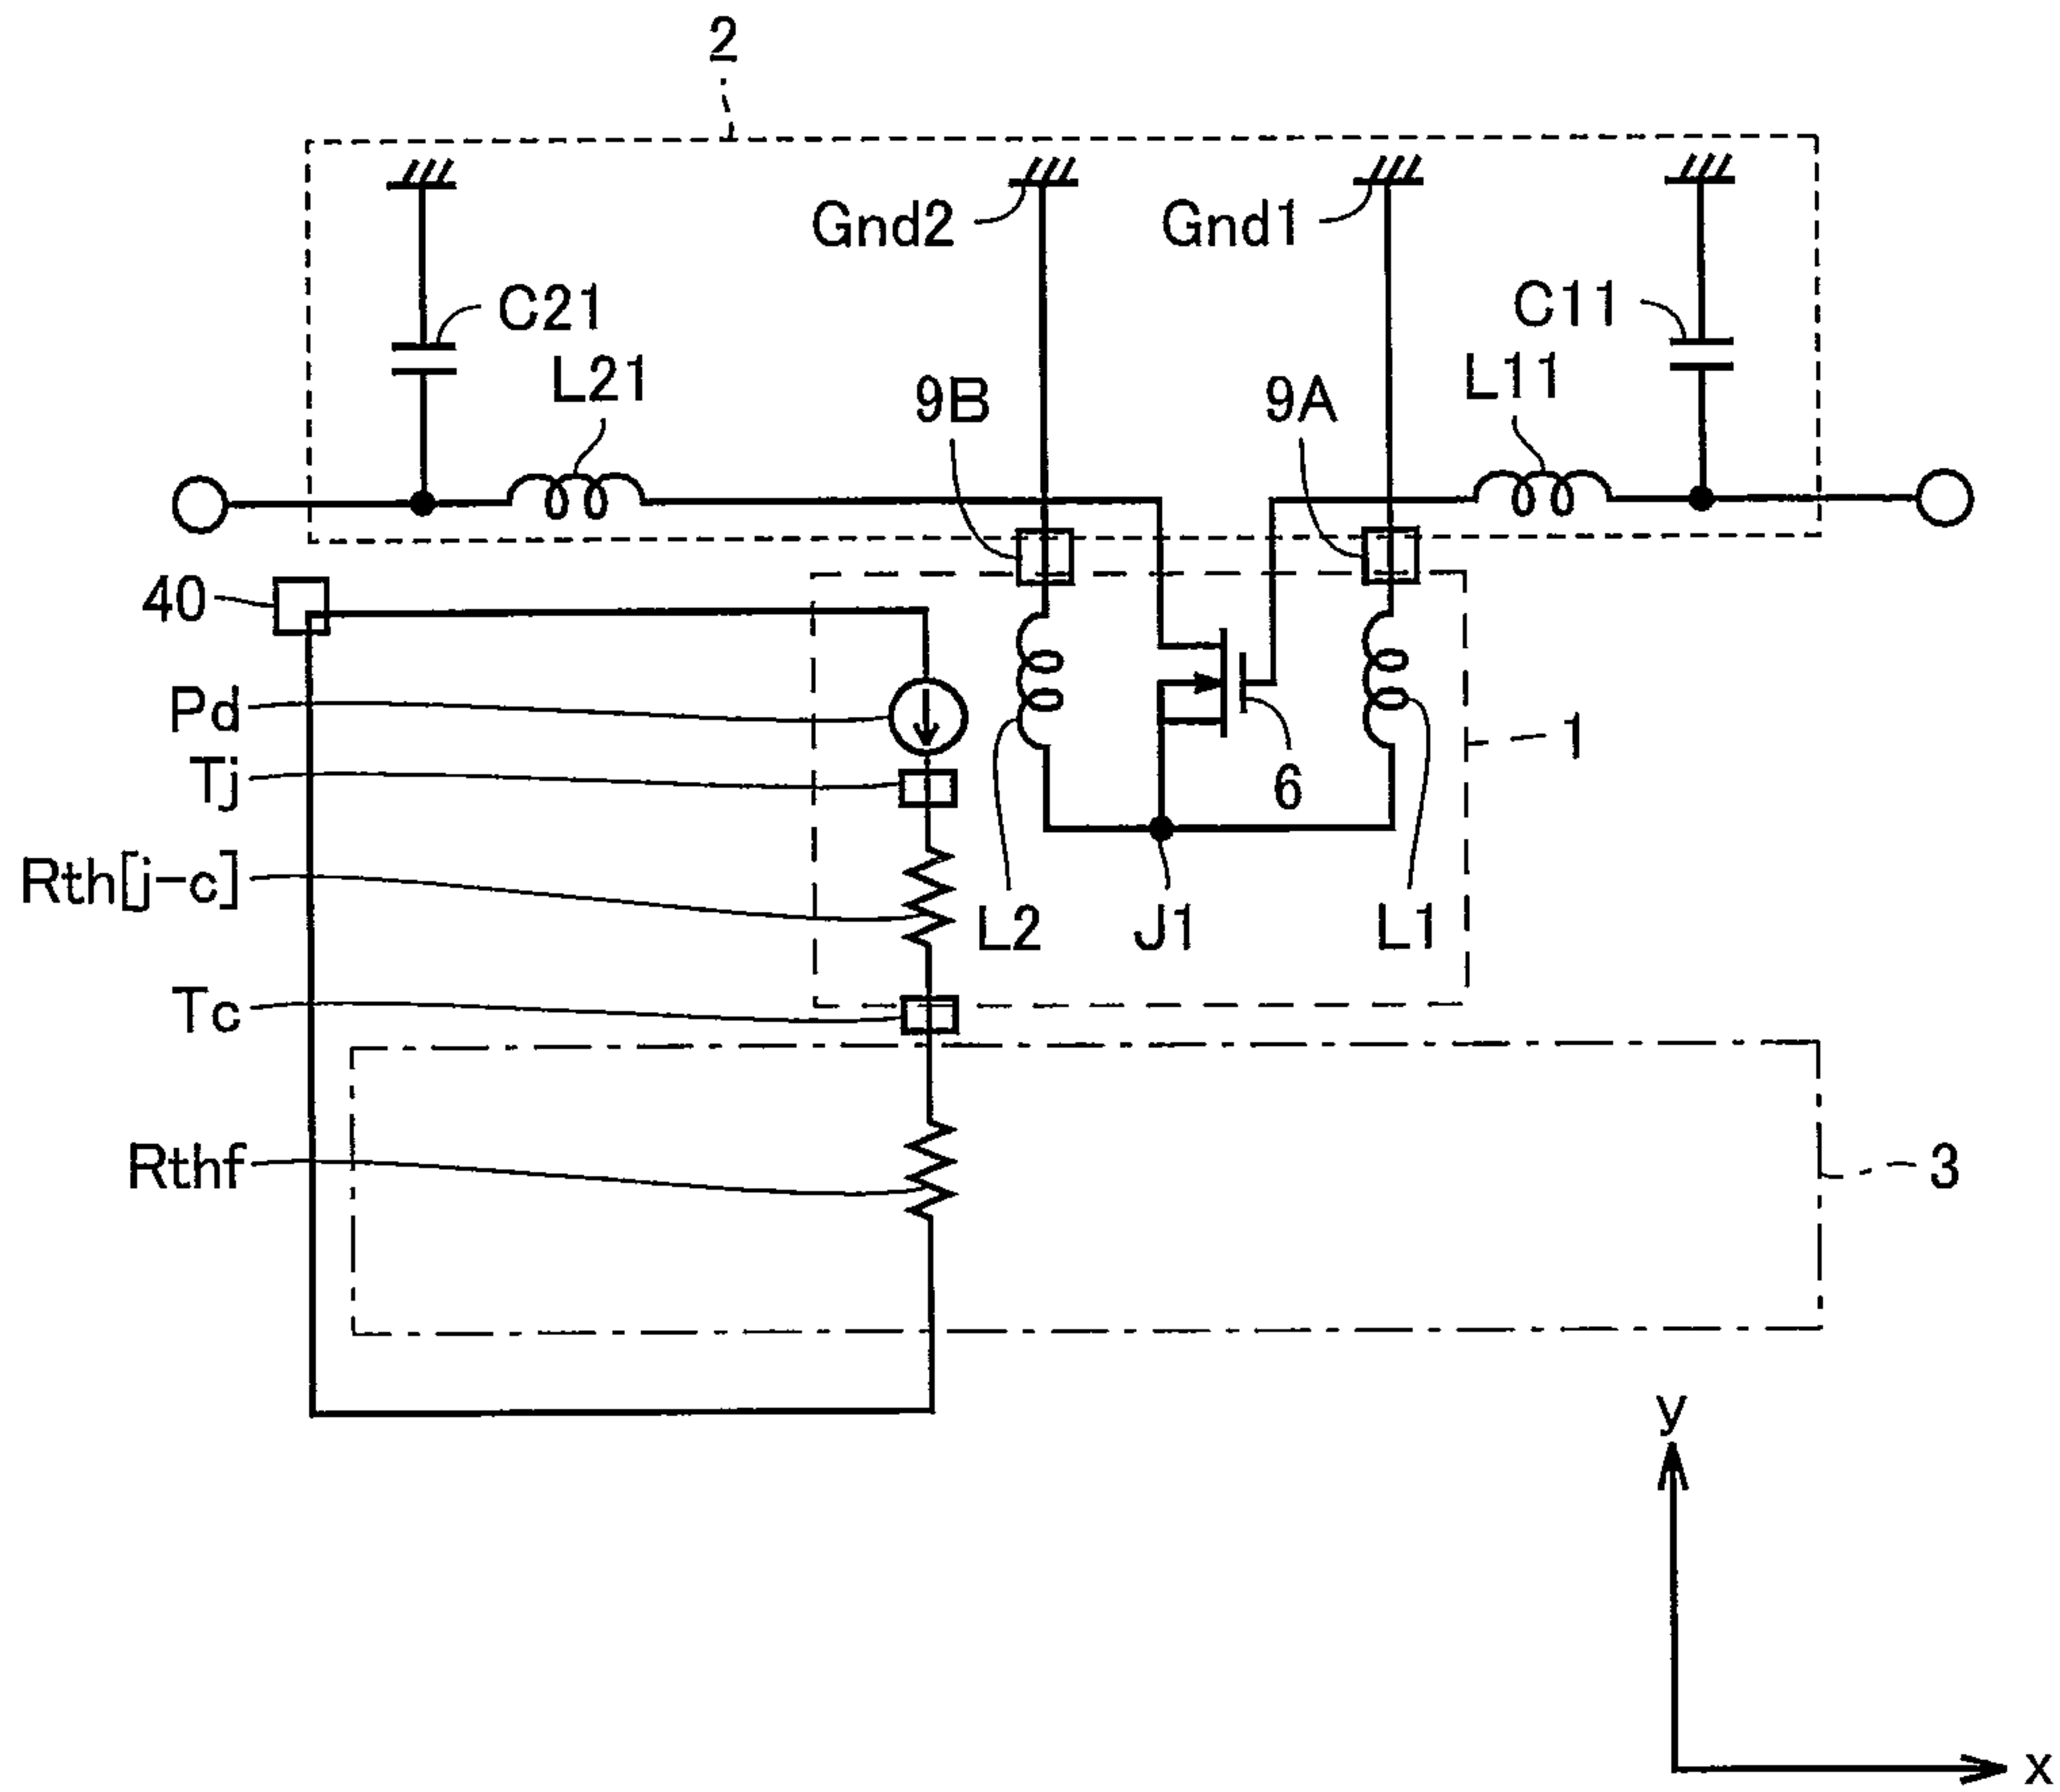 2
Gnd2
Gnd1
C21
C11
L21
L11
9B
9A
40
Pd
1
Tj
6
Rth[j-c]
L2
J1
L1
Tc
Rthf
3
y
x